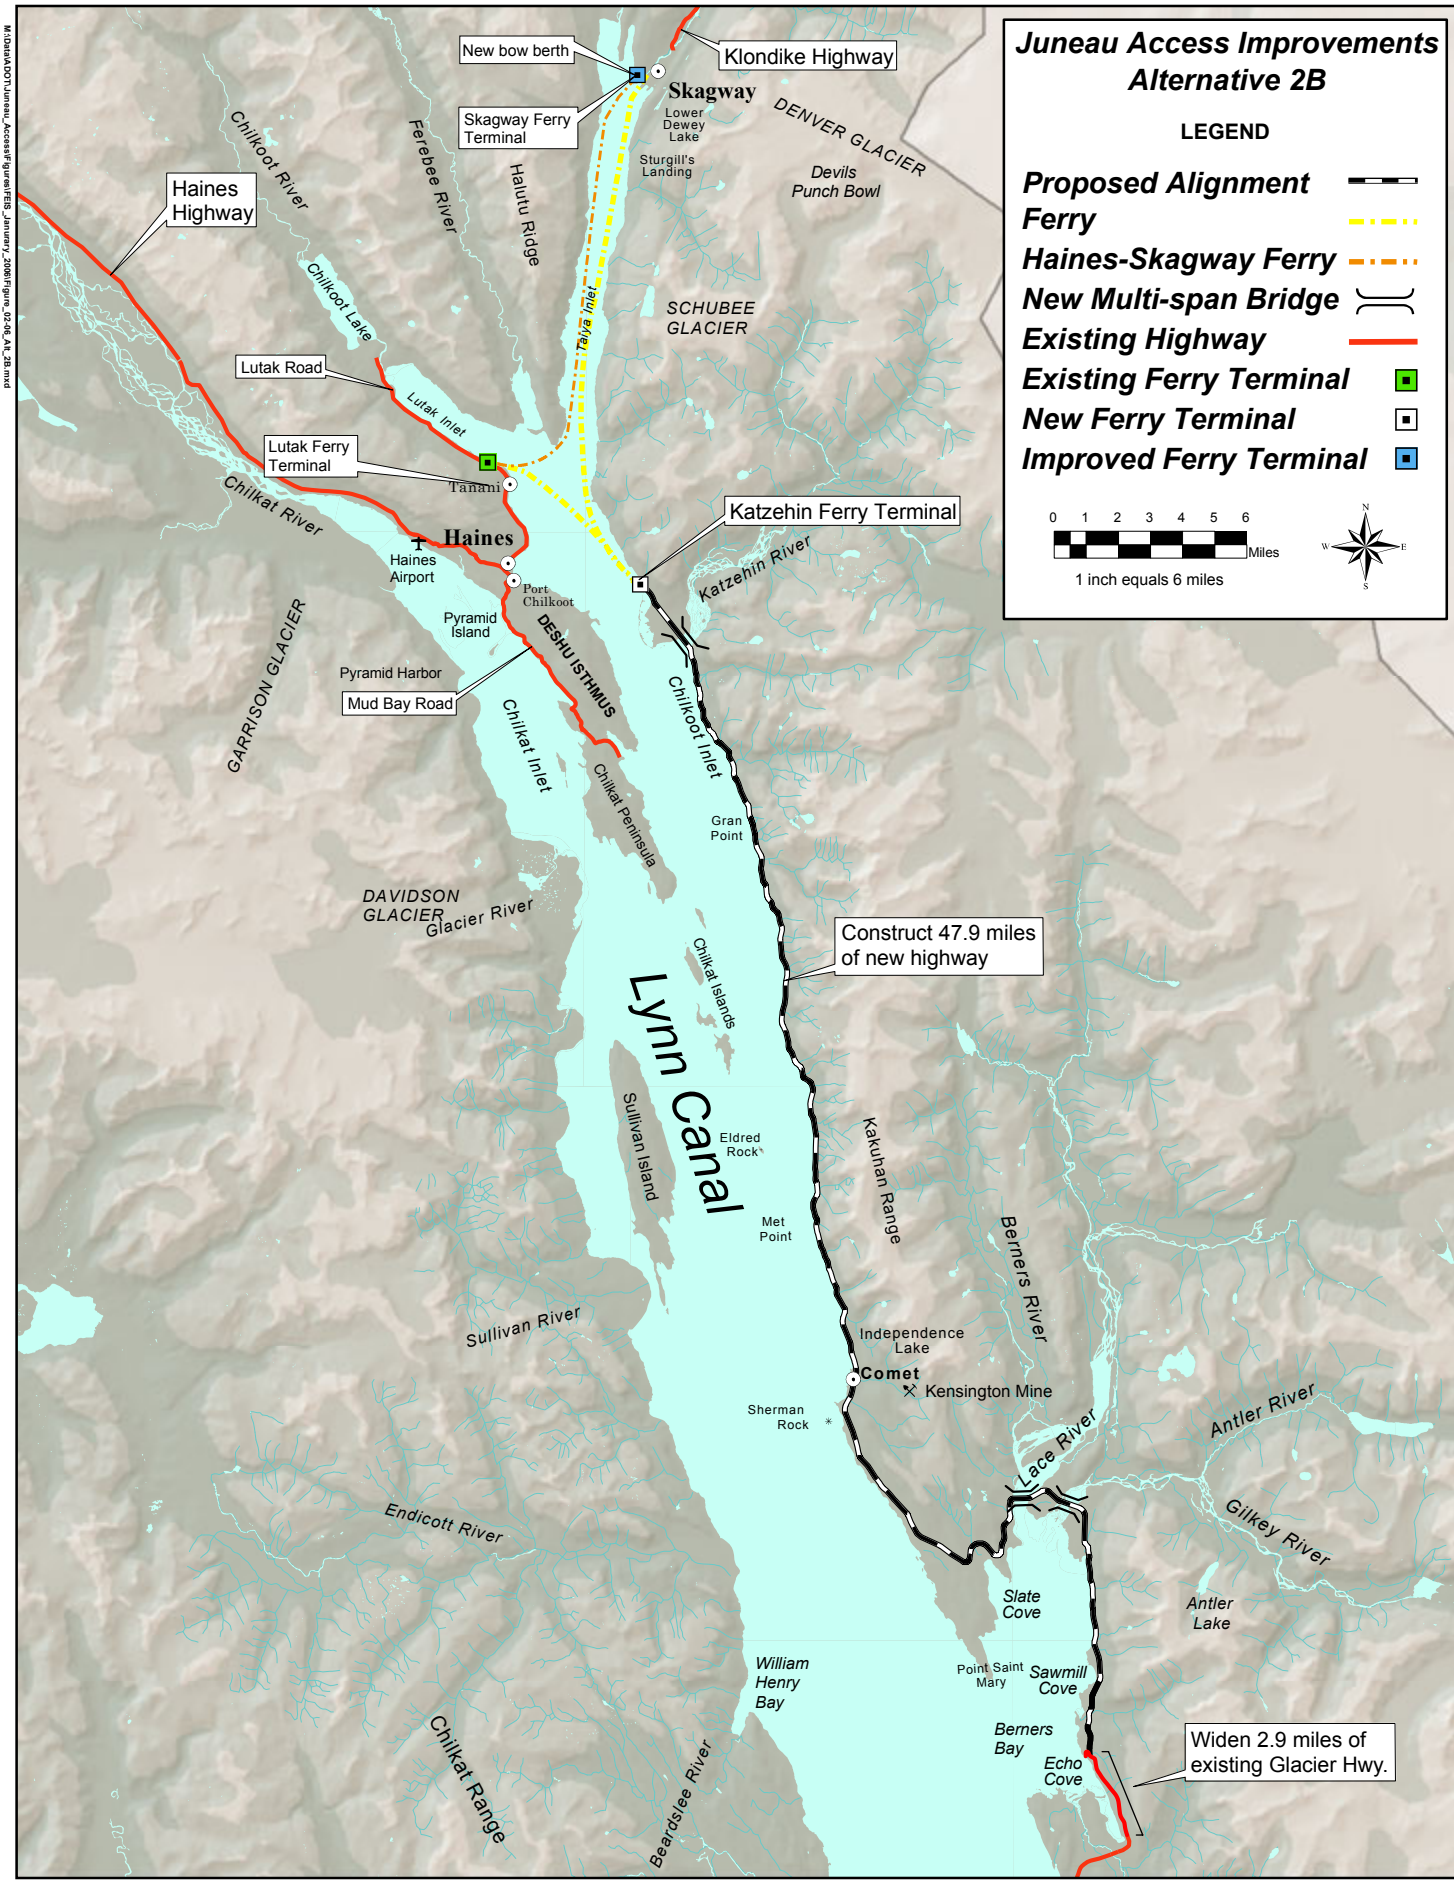 M:\Data\ADOT\Juneau_Access\Figures\FEIS_Janurary_2006\Figure_02-06_Alt_2B.mxd
Juneau Access Improvements
Alternative 2B
LEGEND
Proposed Alignment
Ferry
Haines-Skagway Ferry
New Multi-span Bridge
Existing Highway
Existing Ferry Terminal
New Ferry Terminal
Improved Ferry Terminal
0 1 2 3 4 5 6
Miles
1 inch equals 6 miles
N
W
E
S
New bow berth
Klondike Highway
Skagway
Skagway Ferry
Terminal
Lower
Dewey
Lake
DENVER GLACIER
Sturgill's
Landing
Devils
Punch Bowl
Chilkoot River
Ferebee River
Halutu Ridge
Haines
Highway
Chilkoot Lake
Taiya Inlet
SCHUBEE
GLACIER
Lutak Road
Lutak Inlet
Lutak Ferry
Terminal
Tanani
Chilkat River
Haines
Haines
Airport
Port
Chilkoot
Katzehin Ferry Terminal
Katzehin River
Pyramid
Island
DESHU ISTHMUS
GARRISON GLACIER
Pyramid Harbor
Mud Bay Road
Chilkat Inlet
Chilkoot Inlet
Chilkat Peninsula
Gran
Point
DAVIDSON
GLACIER
Glacier River
Construct 47.9 miles
of new highway
Chilkat Islands
Lynn Canal
Sullivan Island
Eldred
Rock
Kakuhan Range
Met
Point
Berners River
Sullivan River
Independence
Lake
Comet
Kensington Mine
Sherman
Rock
Lace River
Antler River
Endicott River
Gilkey River
Slate
Cove
Antler
Lake
William
Henry
Bay
Point Saint
Mary
Sawmill
Cove
Berners
Bay
Echo
Cove
Widen 2.9 miles of
existing Glacier Hwy.
Chilkat Range
Beardslee River